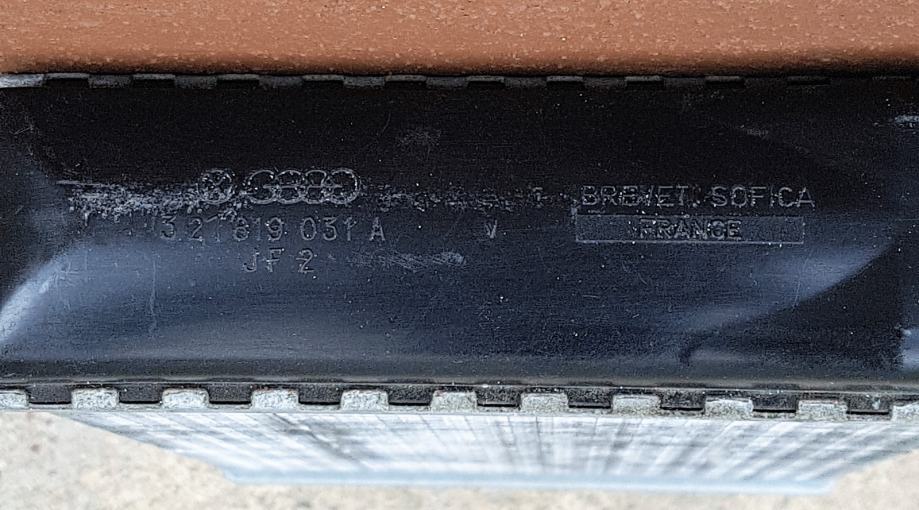 BREVET. SOFICA
321 819 031 A V
FRANCE
JF 2